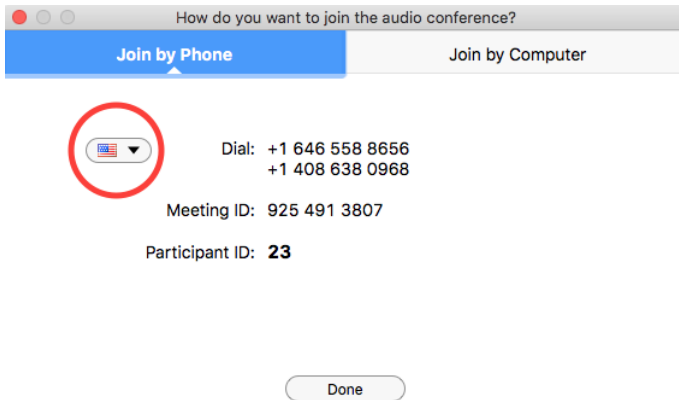 How do you want to join the audio conference?
Join by Phone
Join by Computer
Dial: +1 646 558 8656
+1 408 638 0968
Meeting ID: 925 491 3807
Participant ID: 23
Done